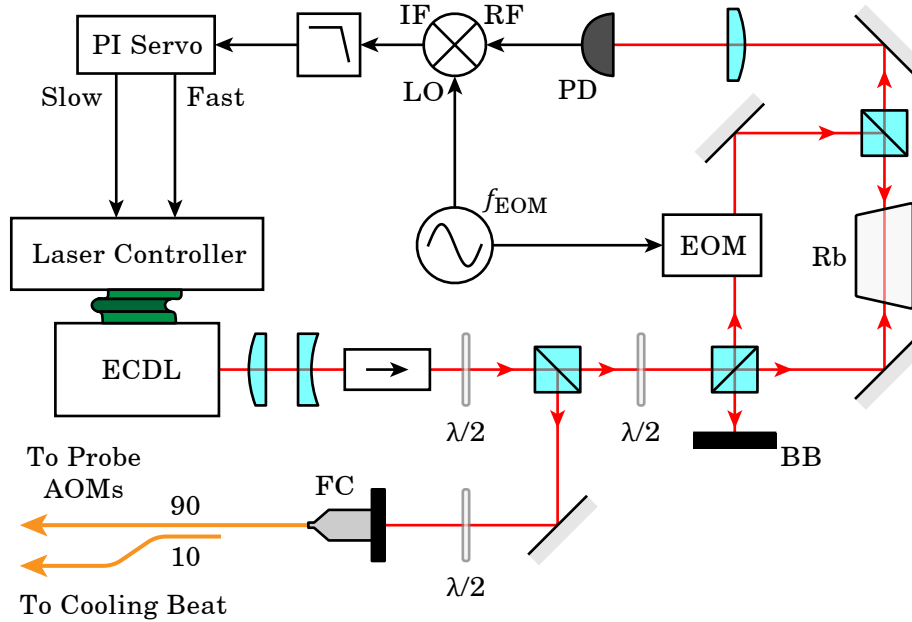 IF RF
PI Servo
LO
PD
Slow Fast
f EOM
Laser Controller
EOM
Rb
ECDL
λ/2
λ/2
BB
To Probe
AOMs
FC
90
10
λ/2
To Cooling Beat